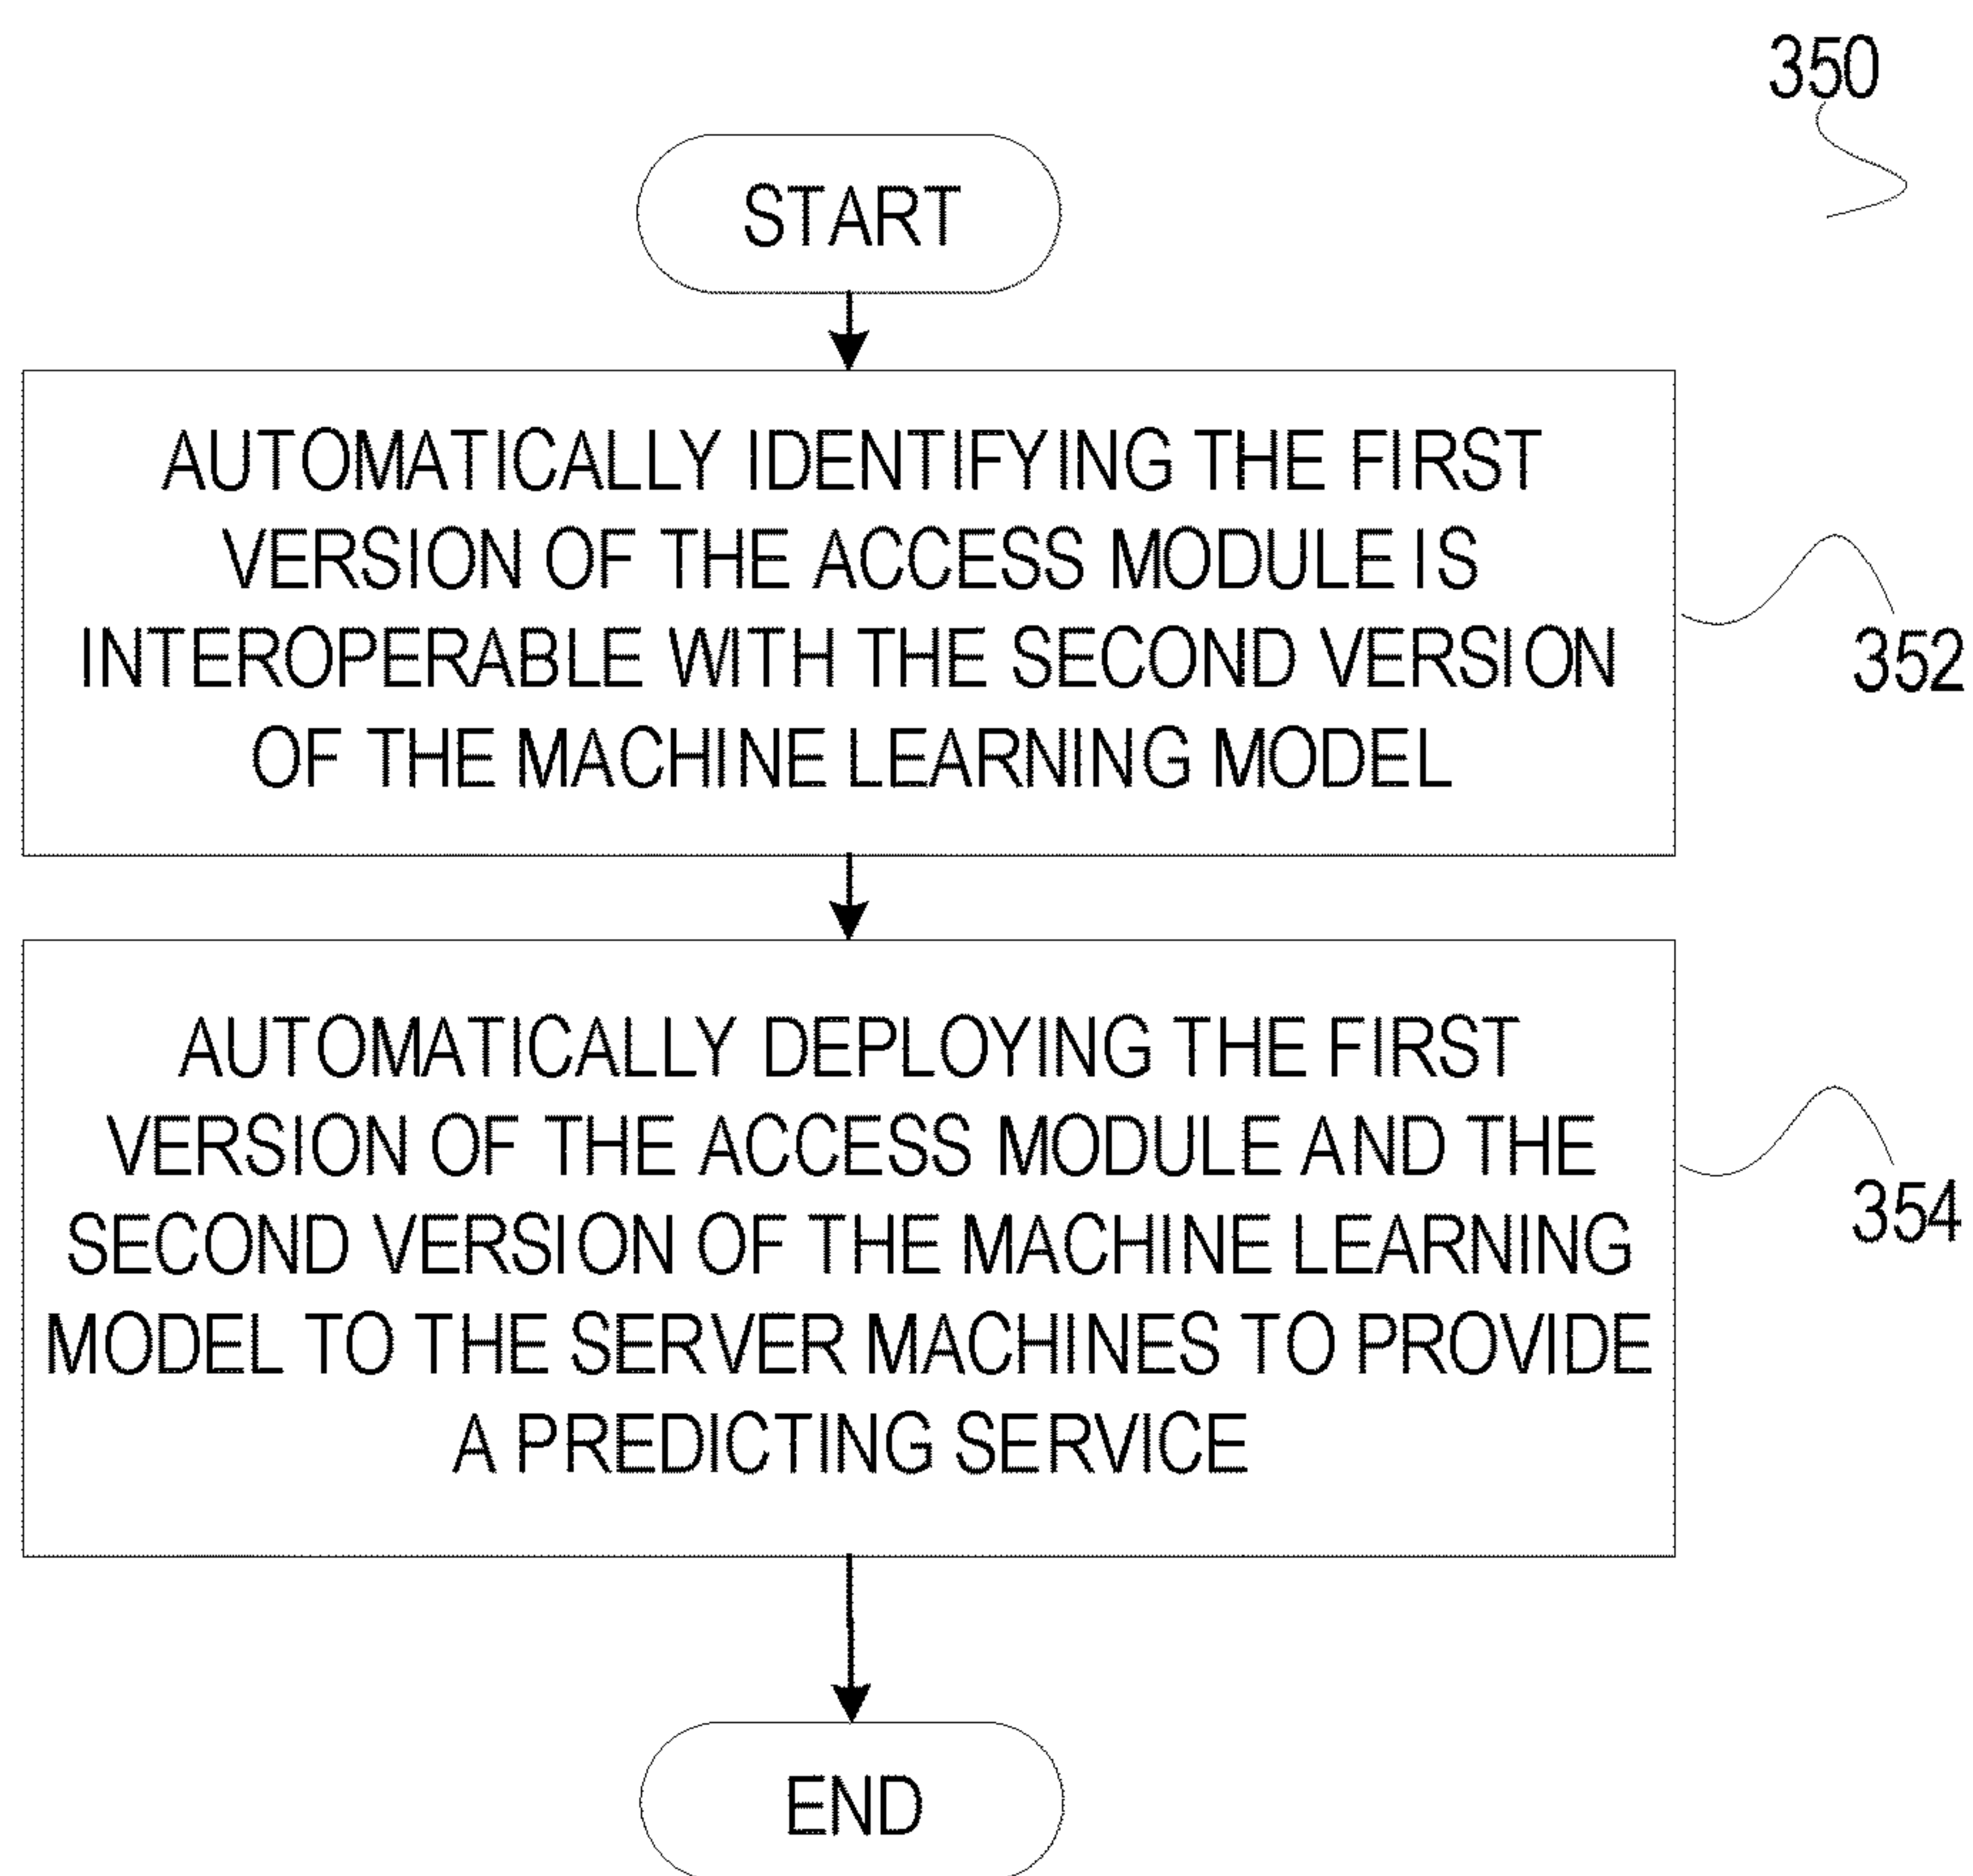 350
START
AUTOMATICALLY IDENTIFYING THE FIRST
VERSION OF THE ACCESS MODULE IS
INTEROPERABLE WITH THE SECOND VERSION
OF THE MACHINE LEARNING MODEL
352
AUTOMATICALLY DEPLOYING THE FIRST
VERSION OF THE ACCESS MODULE AND THE
SECOND VERSION OF THE MACHINE LEARNING
MODEL TO THE SERVER MACHINES TO PROVIDE
A PREDICTING SERVICE
354
END